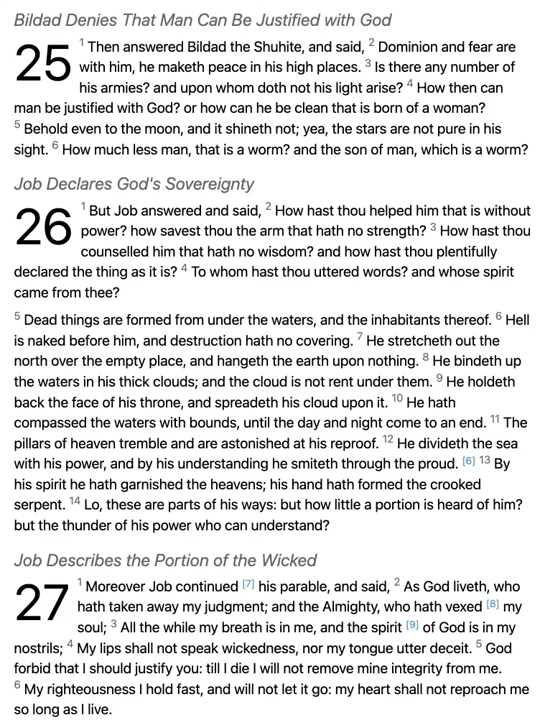 Bildad Denies That Man Can Be Justified with God
25 1 Then answered Bildad the Shuhite, and said, 2 Dominion and fear are
with him, he maketh peace in his high places. 3 Is there any number of
his armies? and upon whom doth not his light arise? 4 How then can
man be justified with God? or how can he be clean that is born of a woman?
5 Behold even to the moon, and it shineth not; yea, the stars are not pure in his
sight. 6 How much less man, that is a worm? and the son of man, which is a worm?
Job Declares God's Sovereignty
26 1 But Job answered and said, 2 How hast thou helped him that is without
power? how savest thou the arm that hath no strength? 3 How hast thou
counselled him that hath no wisdom? and how hast thou plentifully
declared the thing as it is? 4 To whom hast thou uttered words? and whose spirit
came from thee?
5 Dead things are formed from under the waters, and the inhabitants thereof. 6 Hell
is naked before him, and destruction hath no covering. 7 He stretcheth out the
north over the empty place, and hangeth the earth upon nothing. 8 He bindeth up
the waters in his thick clouds; and the cloud is not rent under them. 9 He holdeth
back the face of his throne, and spreadeth his cloud upon it. 10 He hath
compassed the waters with bounds, until the day and night come to an end. 11 The
pillars of heaven tremble and are astonished at his reproof. 12 He divideth the sea
with his power, and by his understanding he smiteth through the proud. [6] 13 By
his spirit he hath garnished the heavens; his hand hath formed the crooked
serpent. 14 Lo, these are parts of his ways: but how little a portion is heard of him?
but the thunder of his power who can understand?
Job Describes the Portion of the Wicked
27 1 Moreover Job continued [7] his parable, and said, 2 As God liveth, who
hath taken away my judgment; and the Almighty, who hath vexed [8] my
soul; 3 All the while my breath is in me, and the spirit [9] of God is in my
nostrils; 4 My lips shall not speak wickedness, nor my tongue utter deceit. 5 God
forbid that I should justify you: till I die I will not remove mine integrity from me.
6 My righteousness I hold fast, and will not let it go: my heart shall not reproach me
so long as I live.